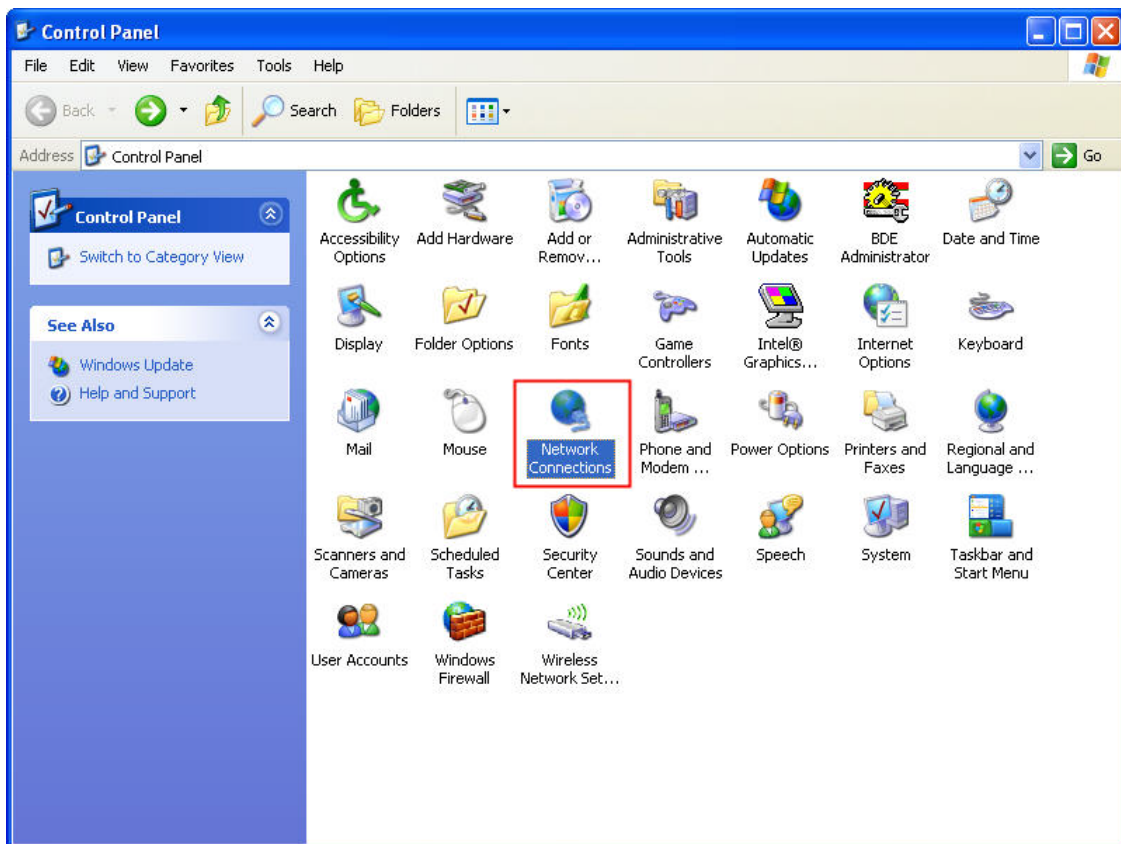 Control Panel
File Edit View Favorites Tools Help
Back Search Folders
Address Control Panel Go
Control Panel
Switch to Category View
See Also
Windows Update
Help and Support
Accessibility Options
Add Hardware
Add or Remov...
Administrative Tools
Automatic Updates
BDE Administrator
Date and Time
Display
Folder Options
Fonts
Game Controllers
Intel® Graphics...
Internet Options
Keyboard
Mail
Mouse
Network Connections
Phone and Modem ...
Power Options
Printers and Faxes
Regional and Language ...
Scanners and Cameras
Scheduled Tasks
Security Center
Sounds and Audio Devices
Speech
System
Taskbar and Start Menu
User Accounts
Windows Firewall
Wireless Network Set...